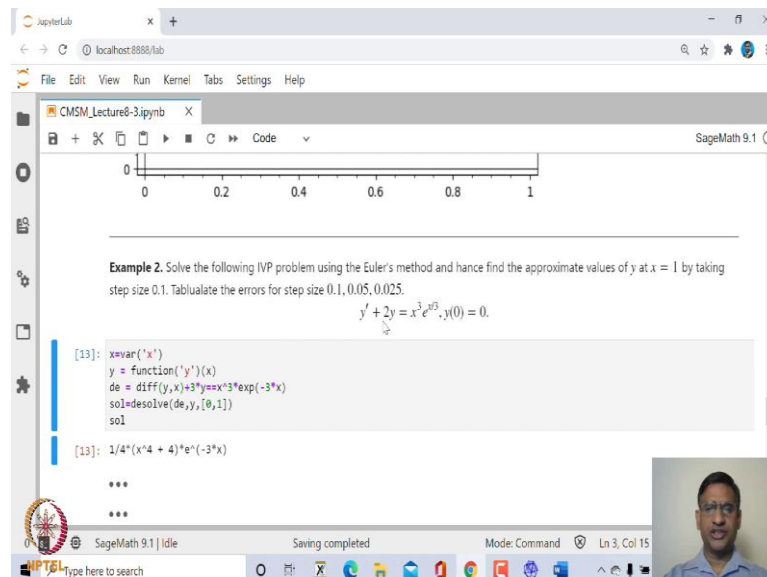 JupyterLab
localhost:8888/lab
File Edit View Run Kernel Tabs Settings Help
CMSM_Lecture8-3.ipynb
Code
SageMath 9.1
0
0 0.2 0.4 0.6 0.8 1
Example 2. Solve the following IVP problem using the Euler's method and hance find the approximate values of y at x = 1 by taking
step size 0.1. Tablualate the errors for step size 0.1, 0.05, 0.025.
y′ + 2y = x³e^{x/3}, y(0) = 0.
[13]: x=var('x')
y = function('y')(x)
de = diff(y,x)+3*y==x^3*exp(-3*x)
sol=desolve(de,y,[0,1])
sol
[13]: 1/4*(x^4 + 4)*e^(-3*x)
SageMath 9.1 | Idle Saving completed Mode: Command Ln 3, Col 15
NPTEL Type here to search